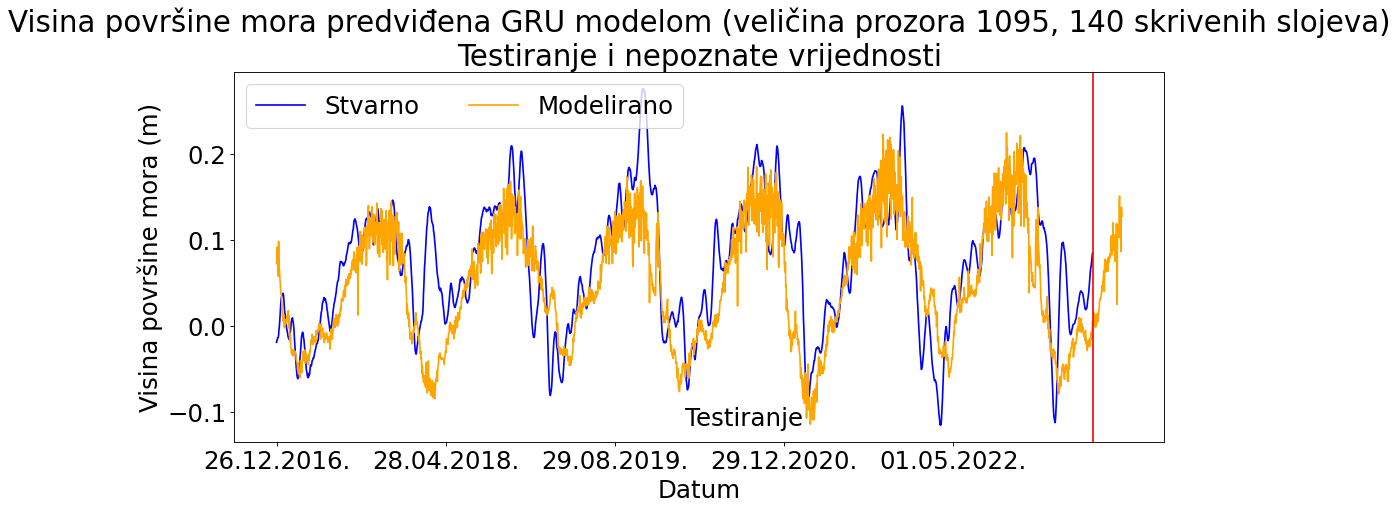 Visina površine mora predviđena GRU modelom (veličina prozora 1095, 140 skrivenih slojeva)
Testiranje i nepoznate vrijednosti
Stvarno Modelirano
Visina površine mora (m)
0.2
0.1
0.0
−0.1
Testiranje
26.12.2016. 28.04.2018. 29.08.2019. 29.12.2020. 01.05.2022.
Datum